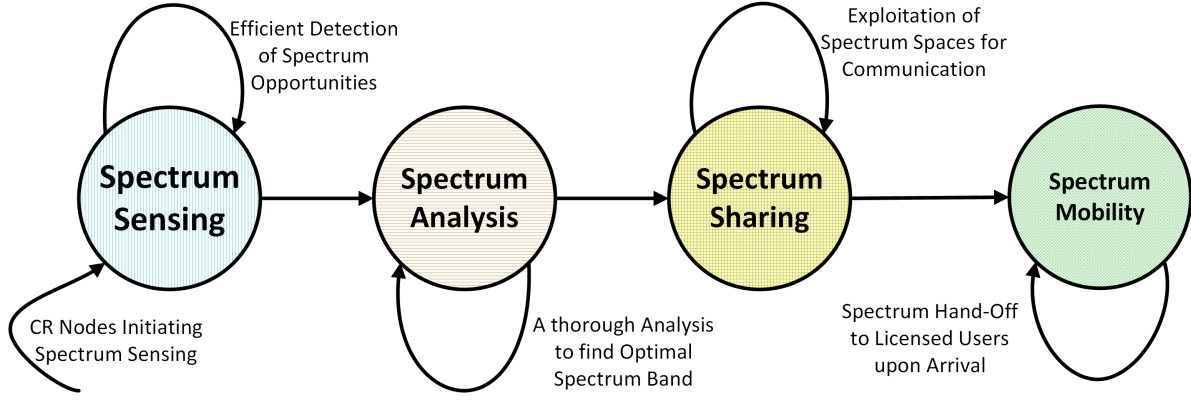 Efficient Detection
of Spectrum
Opportunities
Spectrum
Sensing
CR Nodes Initiating
Spectrum Sensing
Spectrum
Analysis
A thorough Analysis
to find Optimal
Spectrum Band
Exploitation of
Spectrum Spaces for
Communication
Spectrum
Sharing
Spectrum
Mobility
Spectrum Hand-Off
to Licensed Users
upon Arrival